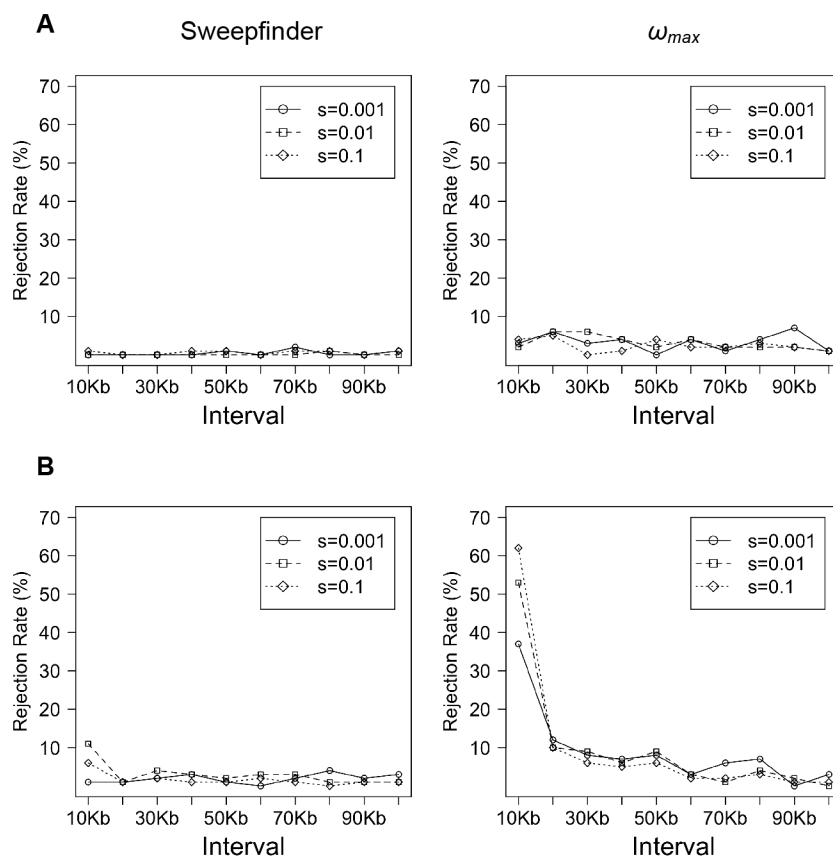 A
Sweepfinder
ω_max
Rejection Rate (%)
70
60
50
40
30
20
10
s=0.001
s=0.01
s=0.1
10Kb 30Kb 50Kb 70Kb 90Kb
Interval
Rejection Rate (%)
70
60
50
40
30
20
10
s=0.001
s=0.01
s=0.1
10Kb 30Kb 50Kb 70Kb 90Kb
Interval
B
Rejection Rate (%)
70
60
50
40
30
20
10
s=0.001
s=0.01
s=0.1
10Kb 30Kb 50Kb 70Kb 90Kb
Interval
Rejection Rate (%)
70
60
50
40
30
20
10
s=0.001
s=0.01
s=0.1
10Kb 30Kb 50Kb 70Kb 90Kb
Interval